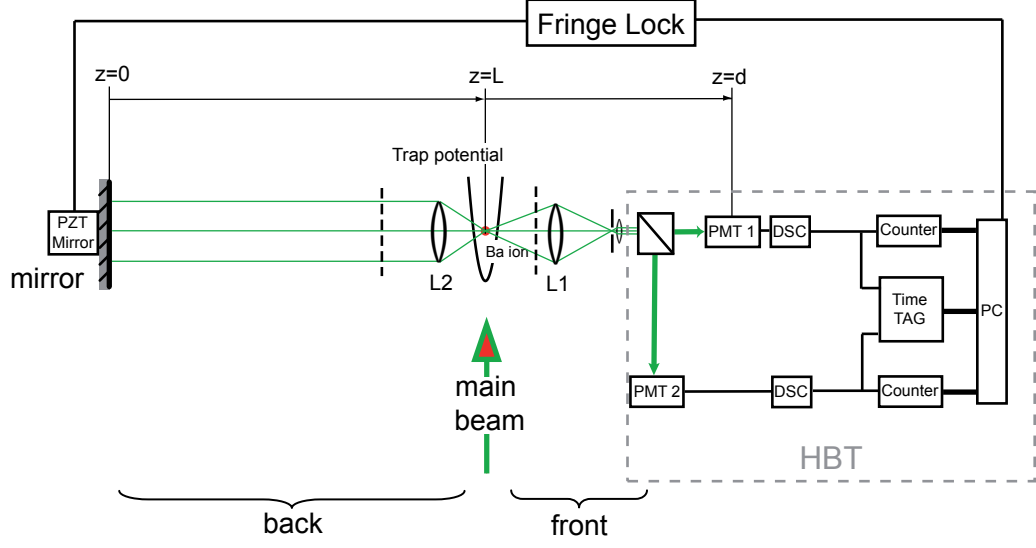 Fringe Lock
z=0
z=L
z=d
Trap potential
PZT
Mirror
mirror
L2
Ba ion
L1
PMT 1
DSC
Counter
Time
TAG
PC
PMT 2
DSC
Counter
main
beam
HBT
back
front